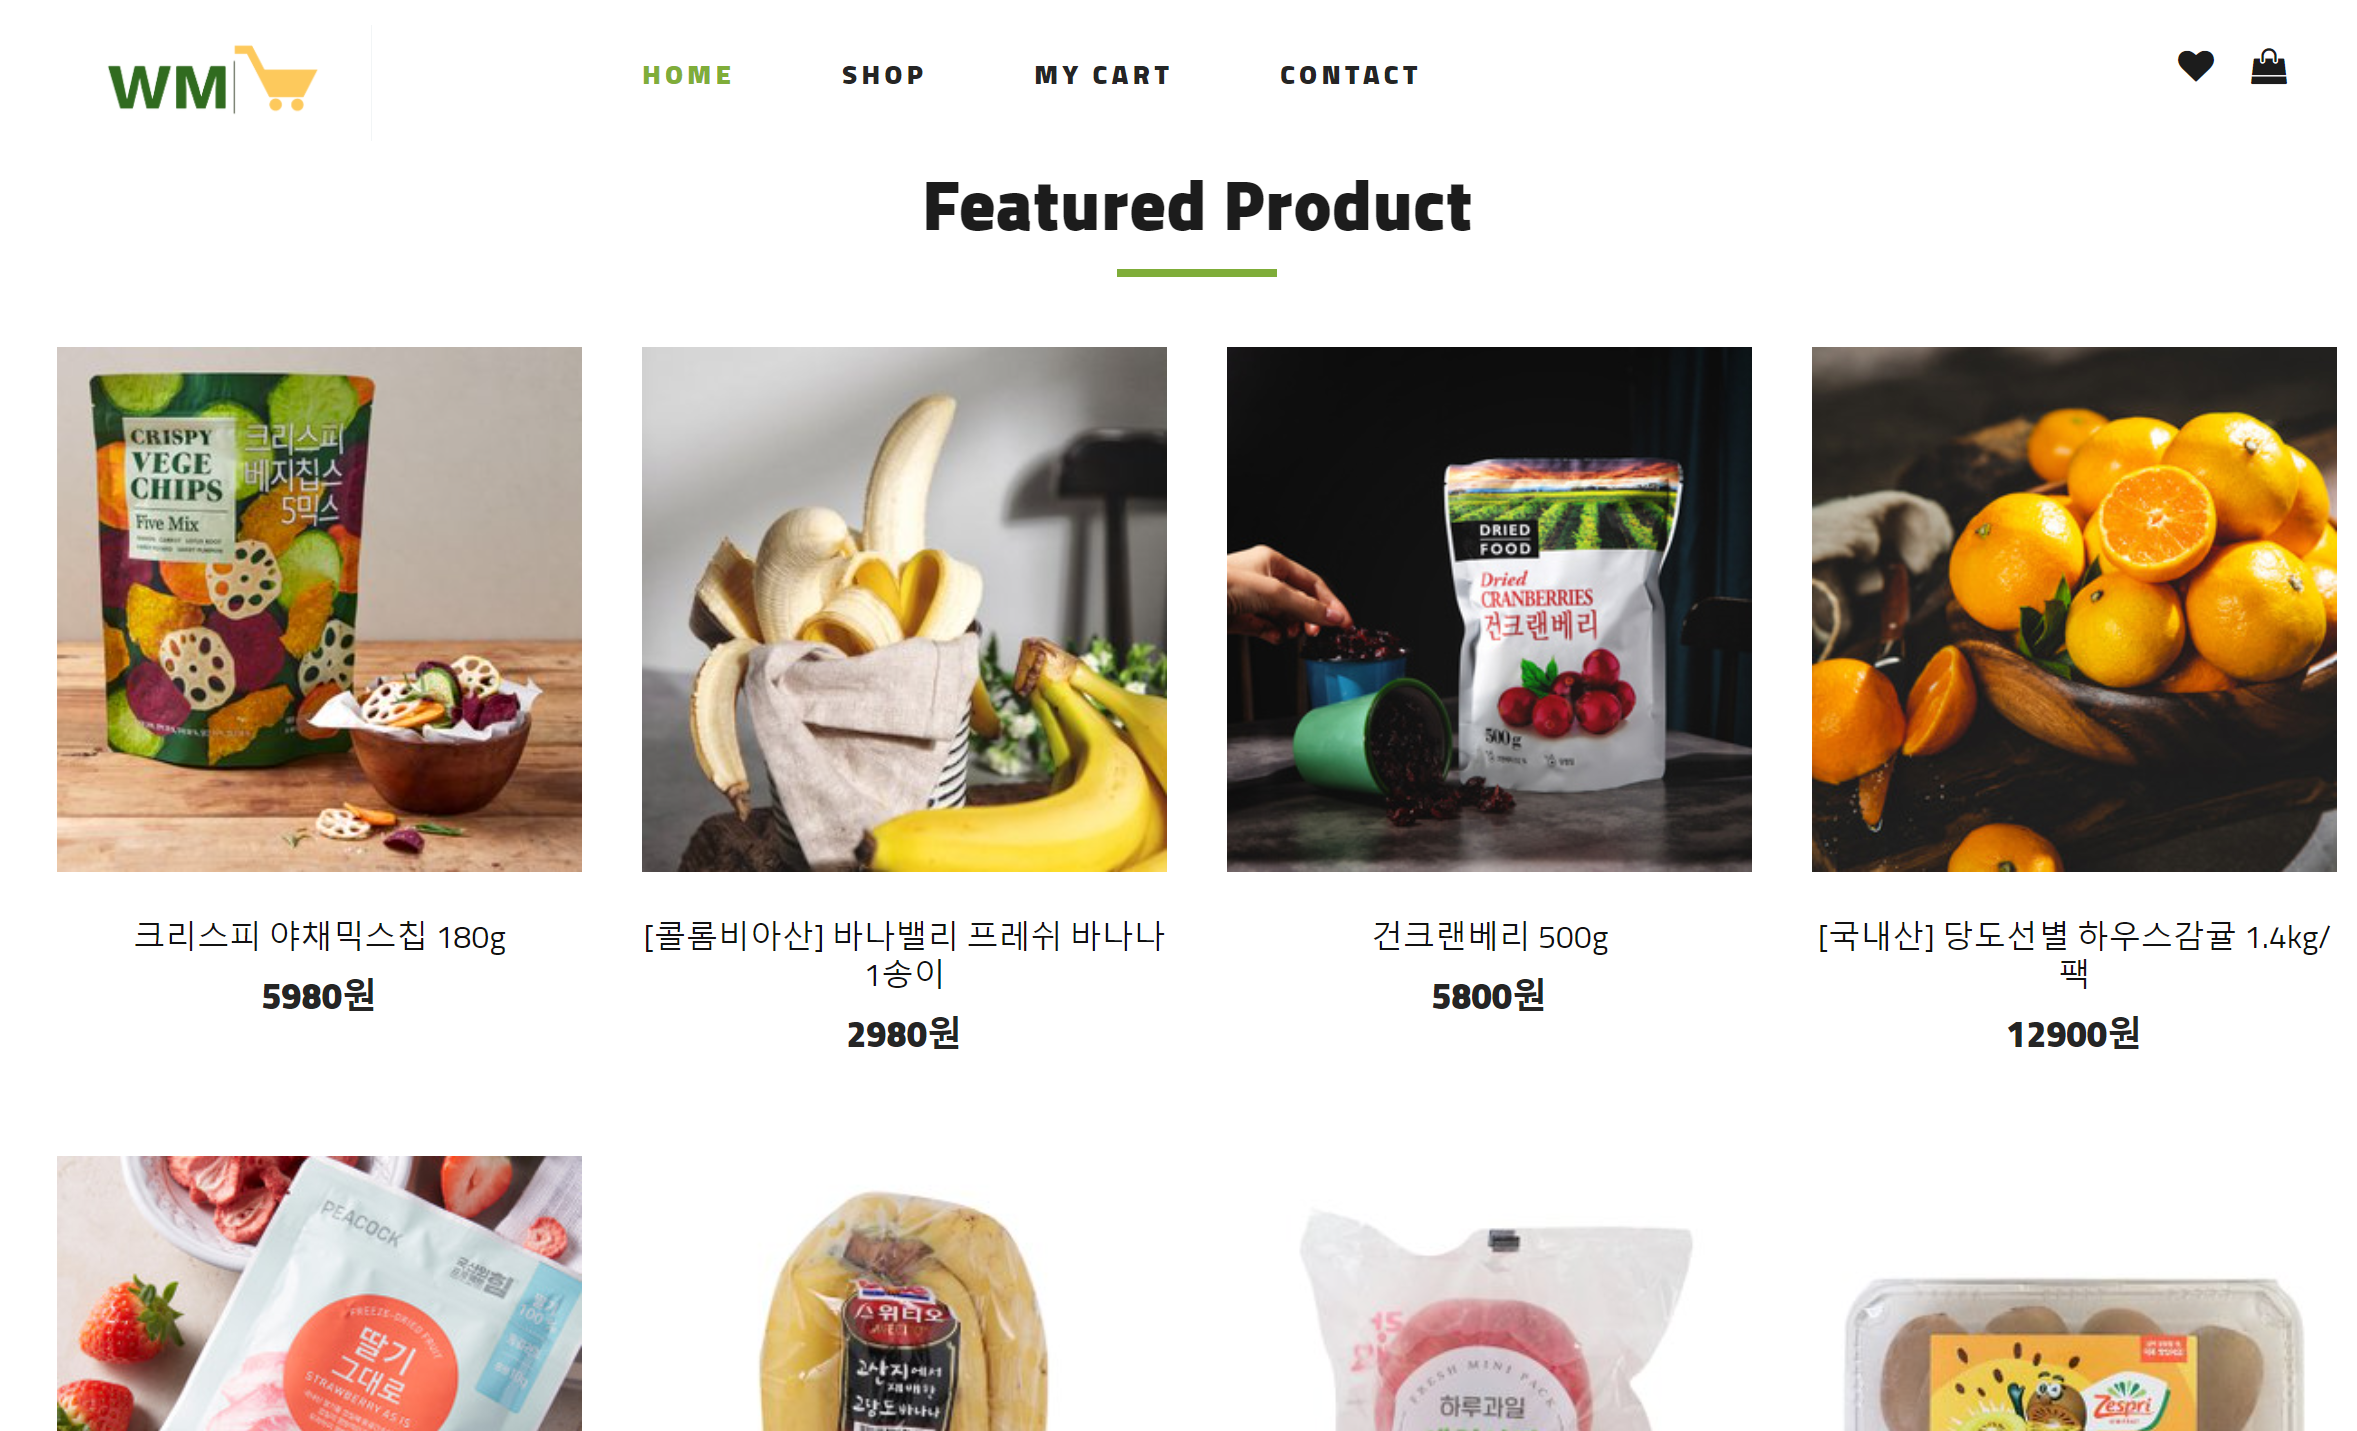 WM
HOME
SHOP
MY CART
CONTACT
Featured Product
CRISPY
VEGE
CHIPS
Five Mix
크리스피
베지칩스
5믹스
DRIED
FOOD
Dried
CRANBERRIES
건크랜베리
500g
크리스피 야채믹스칩 180g
5980원
[콜롬비아산] 바나밸리 프레쉬 바나나
1송이
2980원
건크랜베리 500g
5800원
[국내산] 당도선별 하우스감귤 1.4kg/
팩
12900원
PEACOCK
FREEZE-DRIED FRUIT
딸기
그대로
STRAWBERRY AS IS
스위티오
고산지에서
재배한
고당도 바나나
FRESH MINI PACK
하루과일
Zespri